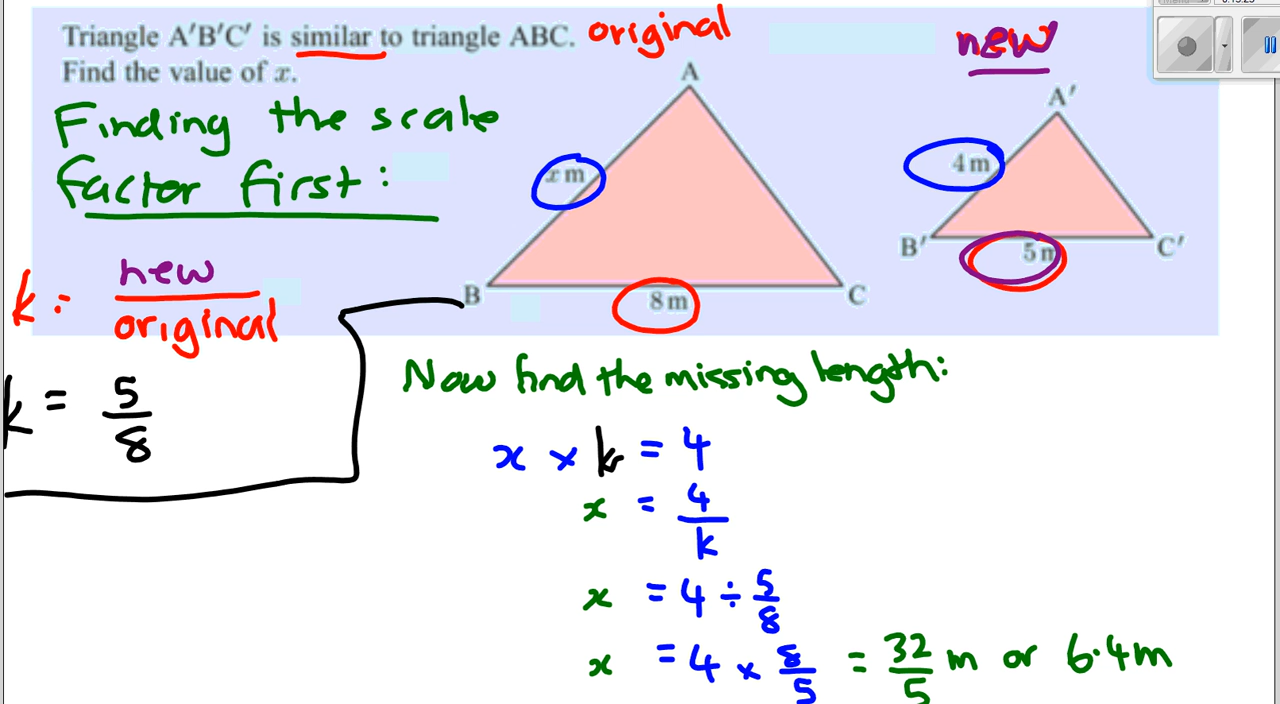 Triangle A′B′C′ is similar to triangle ABC.
Find the value of x.
original
new
Finding the scale
factor first:
A
x m
B
8 m
C
A′
4 m
B′
5 m
C′
k: new/original
k = 5/8
Now find the missing length:
x × k = 4
x = 4/k
x = 4 ÷ 5/8
x = 4 × 8/5 = 32/5 m or 6.4m